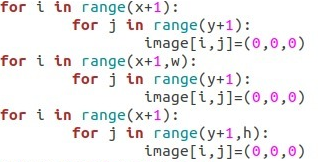 for i in range(x+1):
        for j in range(y+1):
                image[i,j]=(0,0,0)
for i in range(x+1,w):
        for j in range(y+1):
                image[i,j]=(0,0,0)
for i in range(x+1):
        for j in range(y+1,h):
                image[i,j]=(0,0,0)